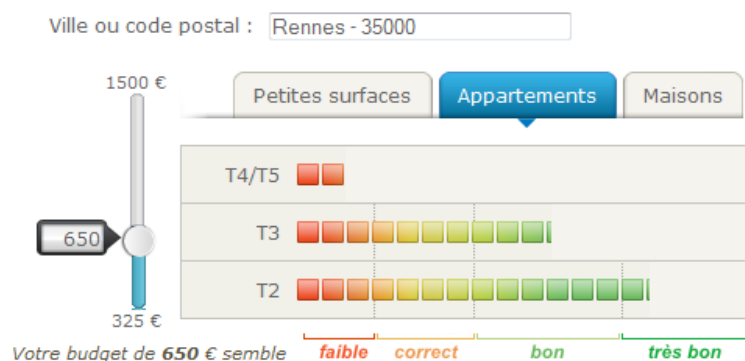 Ville ou code postal : Rennes - 35000
1500 €
Petites surfaces Appartements Maisons
T4/T5
650 T3
T2
325 €
Votre budget de 650 € semble faible correct bon très bon